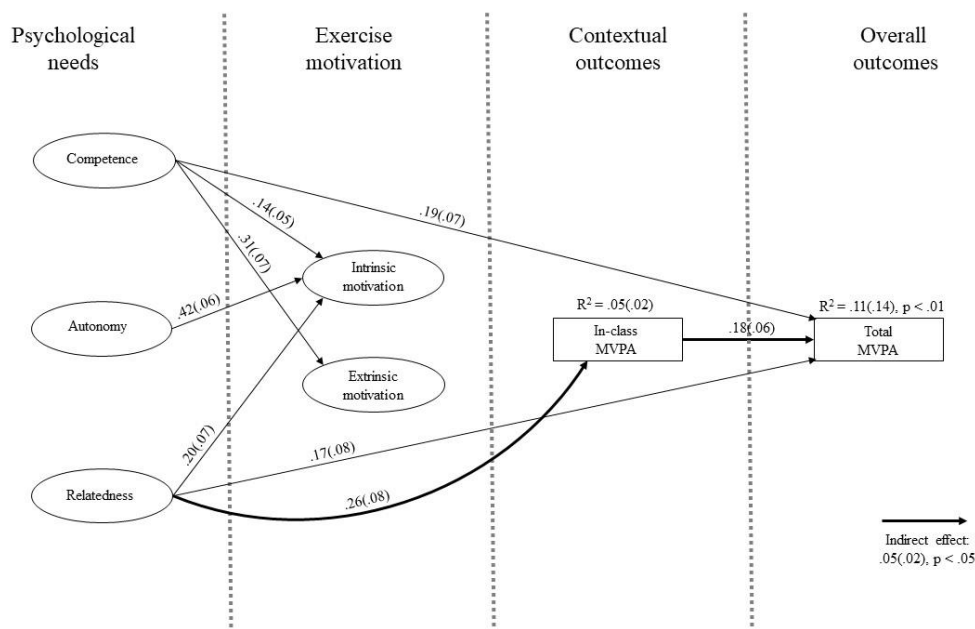 Psychological
needs
Exercise
motivation
Contextual
outcomes
Overall
outcomes
Competence
.14(.05)
.31(.07)
.19(.07)
Intrinsic
motivation
Autonomy
.42(.06)
R² = .05(.02)
In-class
MVPA
.18(.06)
R² = .11(.14), p < .01
Total
MVPA
Extrinsic
motivation
.20(.07)
.17(.08)
Relatedness
.26(.08)
Indirect effect:
.05(.02), p < .05